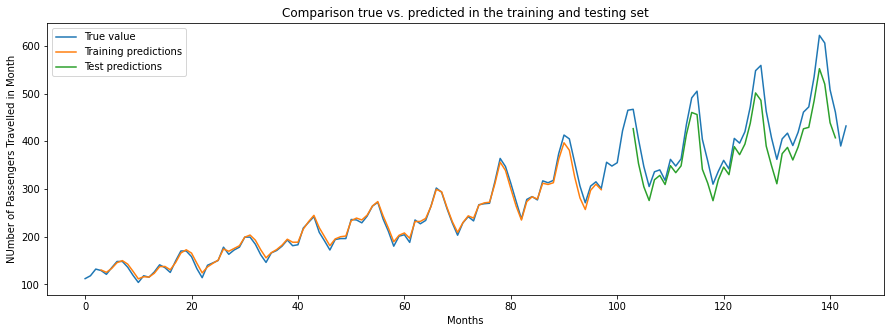 Comparison true vs. predicted in the training and testing set
True value
Training predictions
Test predictions
NUmber of Passengers Travelled in Month
600
500
400
300
200
100
0 20 40 60 80 100 120 140
Months